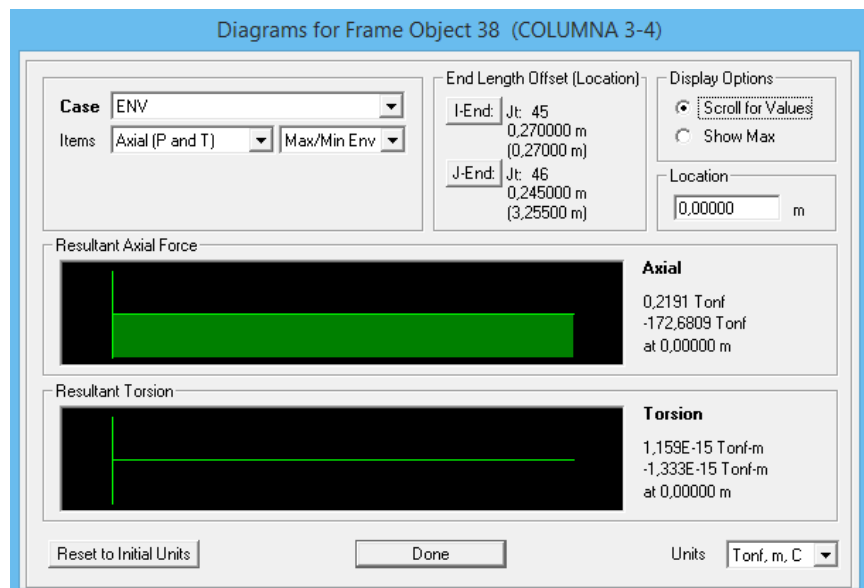 Diagrams for Frame Object 38 (COLUMNA 3-4)
Case ENV
Items Axial (P and T) Max/Min Env
End Length Offset (Location)
I-End: Jt: 45
0,270000 m
(0,27000 m)
J-End: Jt: 46
0,245000 m
(3,25500 m)
Display Options
Scroll for Values
Show Max
Location
0,00000 m
Resultant Axial Force
Axial
0,2191 Tonf
-172,6809 Tonf
at 0,00000 m
Resultant Torsion
Torsion
1,159E-15 Tonf-m
-1,333E-15 Tonf-m
at 0,00000 m
Reset to Initial Units
Done
Units Tonf, m, C